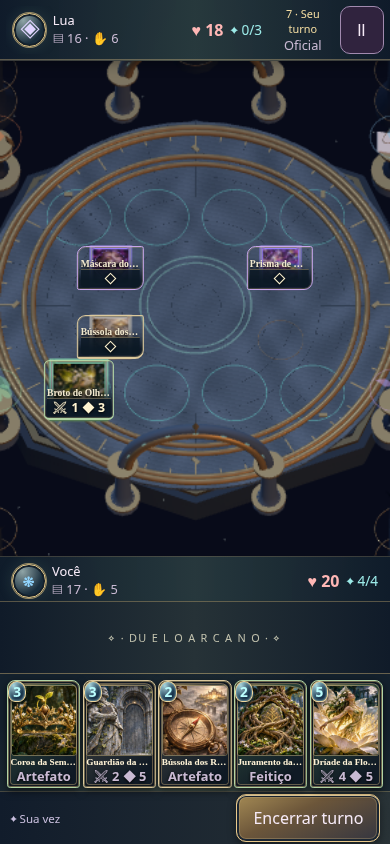 Lua
16 · 6
18
0/3
7 · Seu
turno
Oficial
II
Máscara do…
Prisma de …
Bússola dos…
Broto de Olh…
1 3
Você
17 · 5
20
4/4
· D U E L O A R C A N O ·
3
Coroa da Sem…
Artefato
3
Guardião da …
2 5
2
Bússola dos R…
Artefato
2
Juramento da…
Feitiço
5
Dríade da Flo…
4 5
Sua vez
Encerrar turno